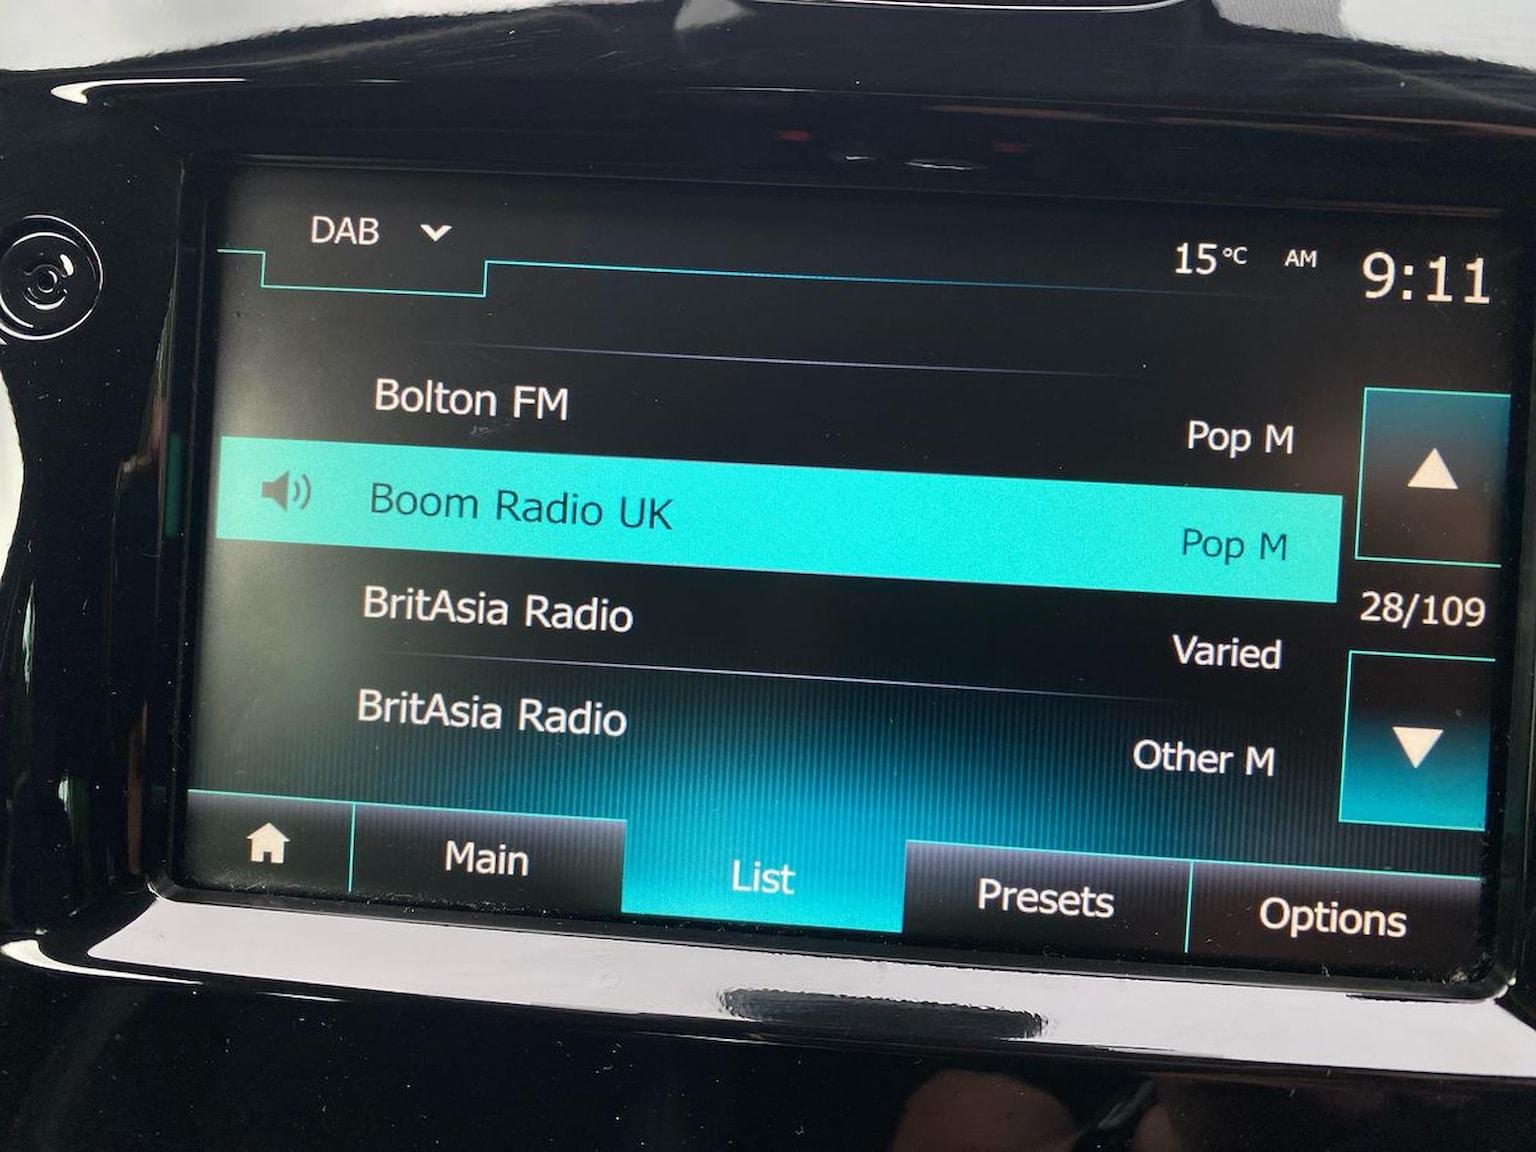 DAB
15°C AM 9:11
Bolton FM
Pop M
Boom Radio UK
Pop M
28/109
BritAsia Radio
Varied
BritAsia Radio
Other M
Main
List
Presets
Options